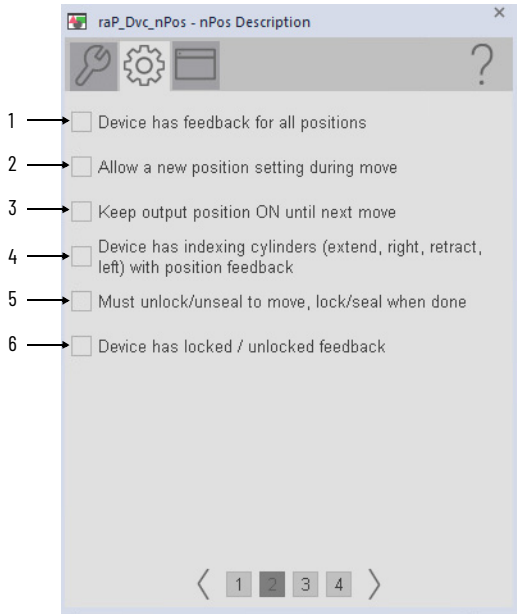 raP_Dvc_nPos - nPos Description
?
1 Device has feedback for all positions
2 Allow a new position setting during move
3 Keep output position ON until next move
4 Device has indexing cylinders (extend, right, retract,
left) with position feedback
5 Must unlock/unseal to move, lock/seal when done
6 Device has locked / unlocked feedback
1 2 3 4